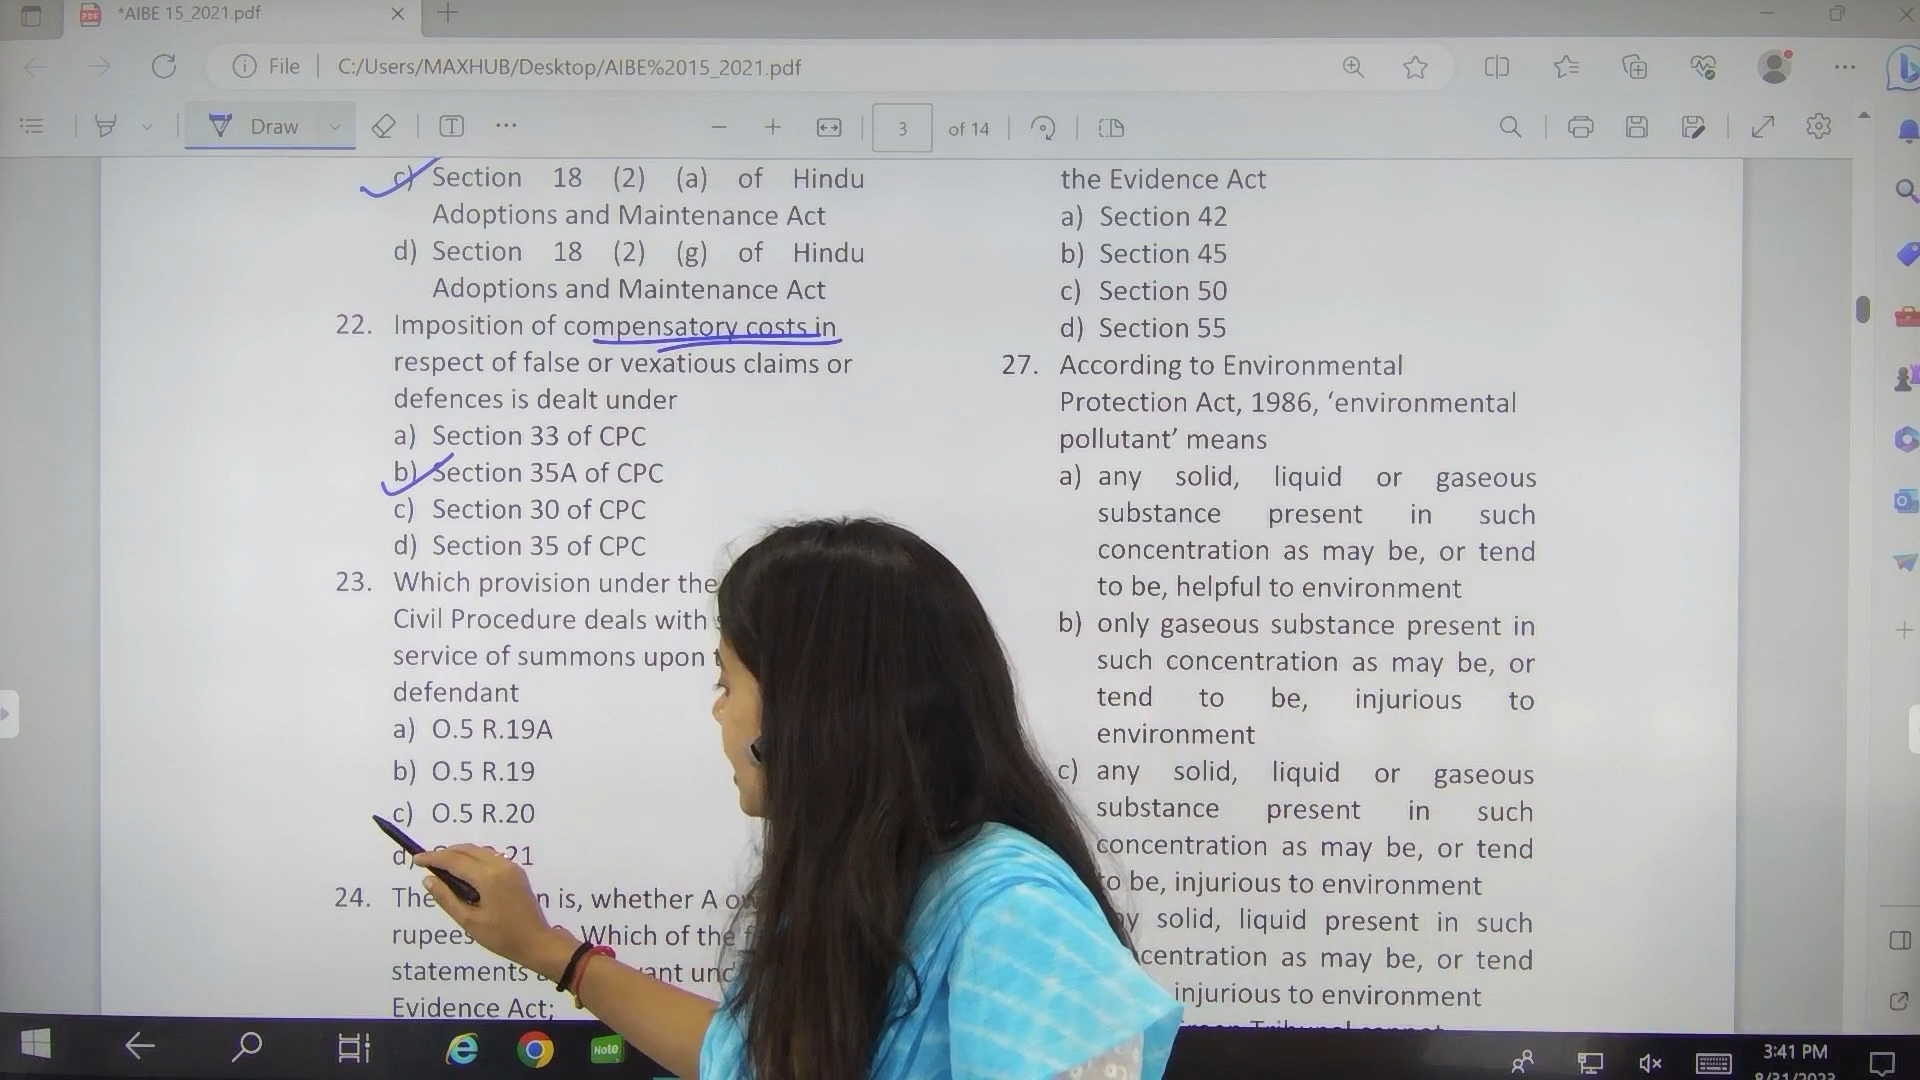 *AIBE 15_2021.pdf
File
C:/Users/MAXHUB/Desktop/AIBE%2015_2021.pdf
Draw
3 of 14
c) Section 18 (2) (a) of Hindu
Adoptions and Maintenance Act
d) Section 18 (2) (g) of Hindu
Adoptions and Maintenance Act
22. Imposition of compensatory costs in
respect of false or vexatious claims or
defences is dealt under
a) Section 33 of CPC
b) Section 35A of CPC
c) Section 30 of CPC
d) Section 35 of CPC
23. Which provision under the
Civil Procedure deals with
service of summons upon
defendant
a) O.5 R.19A
b) O.5 R.19
c) O.5 R.20
d) 21
24. The is, whether A
rupees Which of the
statements
Evidence Act;
the Evidence Act
a) Section 42
b) Section 45
c) Section 50
d) Section 55
27. According to Environmental
Protection Act, 1986, ‘environmental
pollutant’ means
a) any solid, liquid or gaseous
substance present in such
concentration as may be, or tend
to be, helpful to environment
b) only gaseous substance present in
such concentration as may be, or
tend to be, injurious to
environment
c) any solid, liquid or gaseous
substance present in such
concentration as may be, or tend
to be, injurious to environment
solid, liquid present in such
as may be, or tend
injurious to environment
Note
3:41 PM